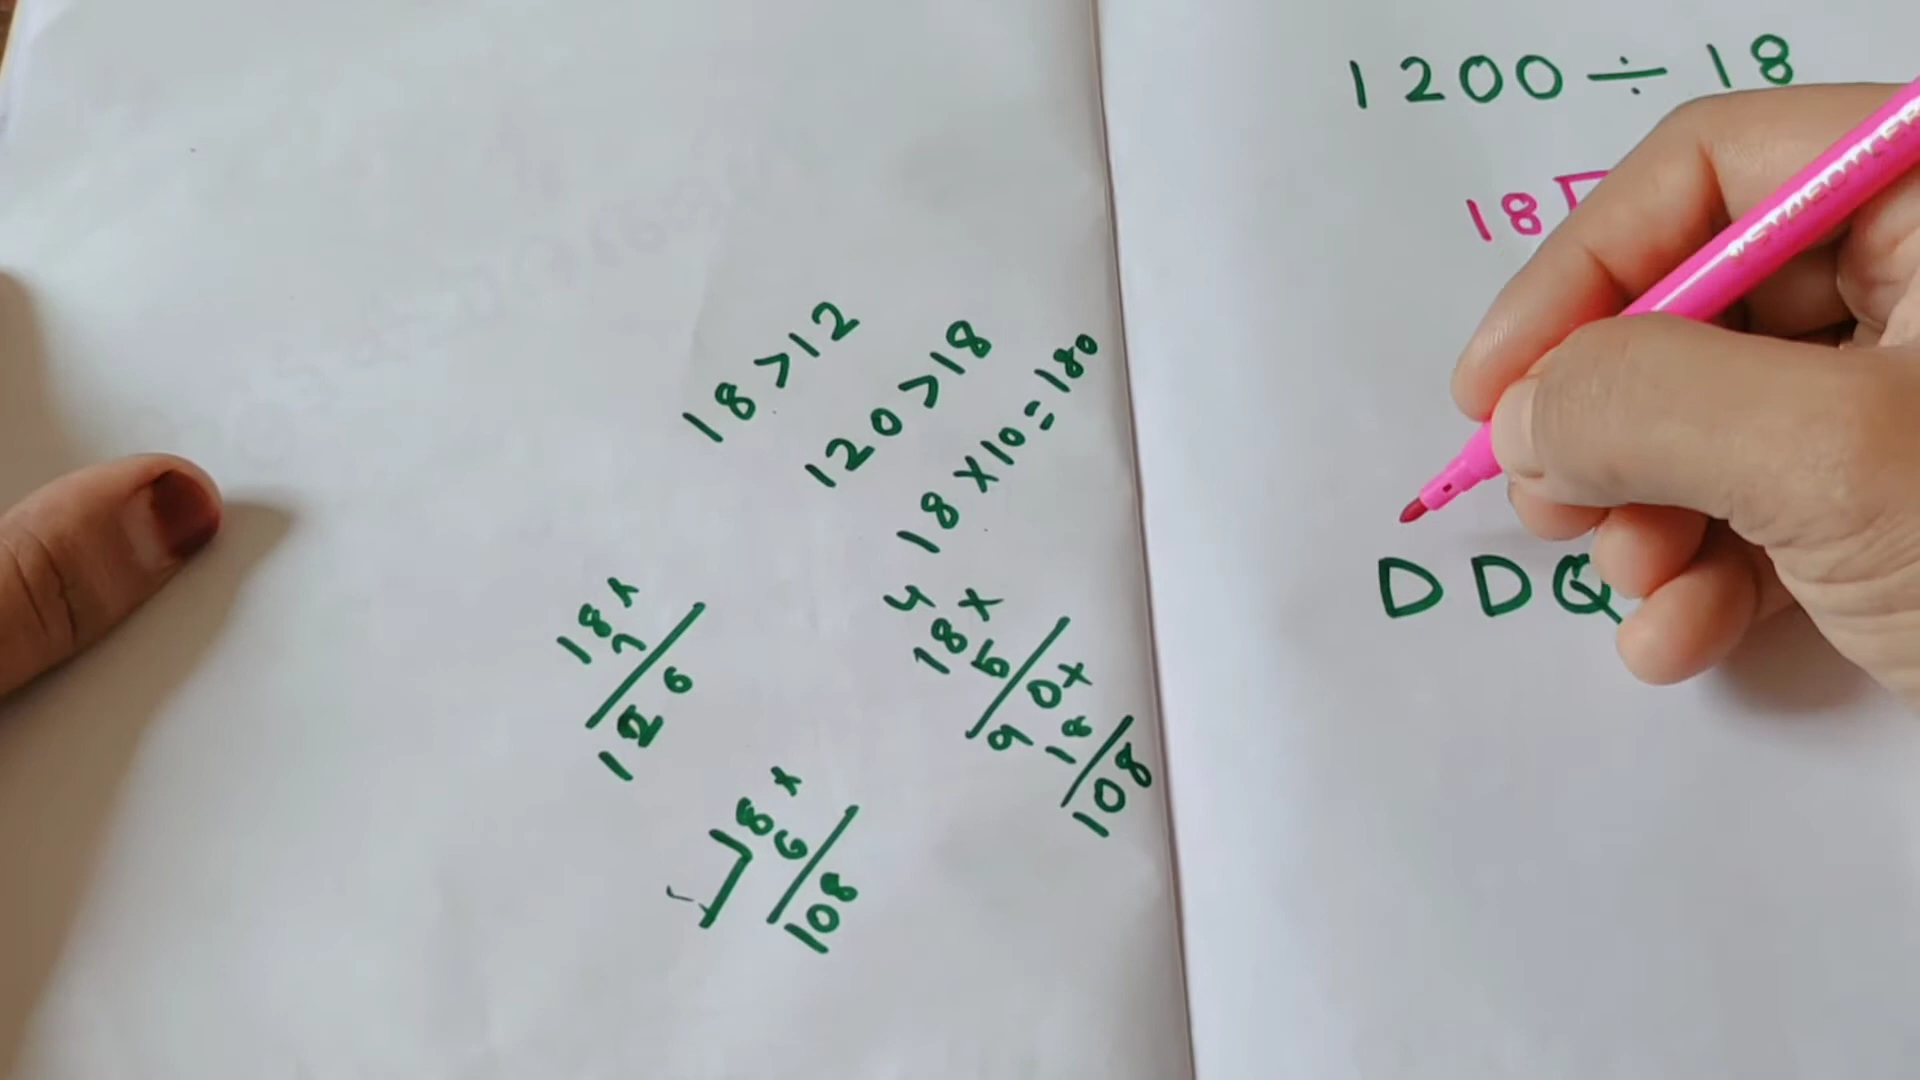 18 > 12
120 > 18
18 × 10 = 180
4
18 ×
5
90 +
18
108
18 ×
7
126
18 ×
6
108
1200 ÷ 18
18
D D Q